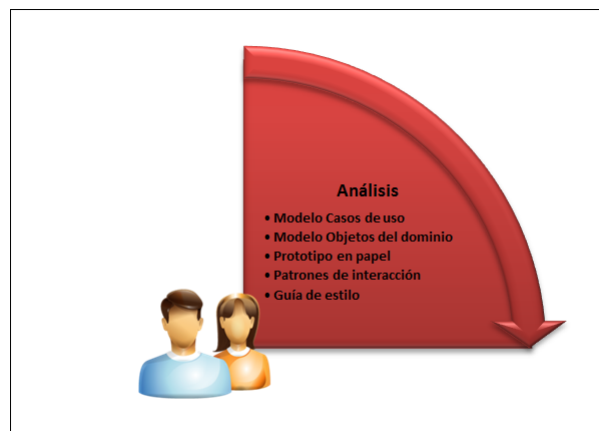 Análisis
• Modelo Casos de uso
• Modelo Objetos del dominio
• Prototipo en papel
• Patrones de interacción
• Guía de estilo